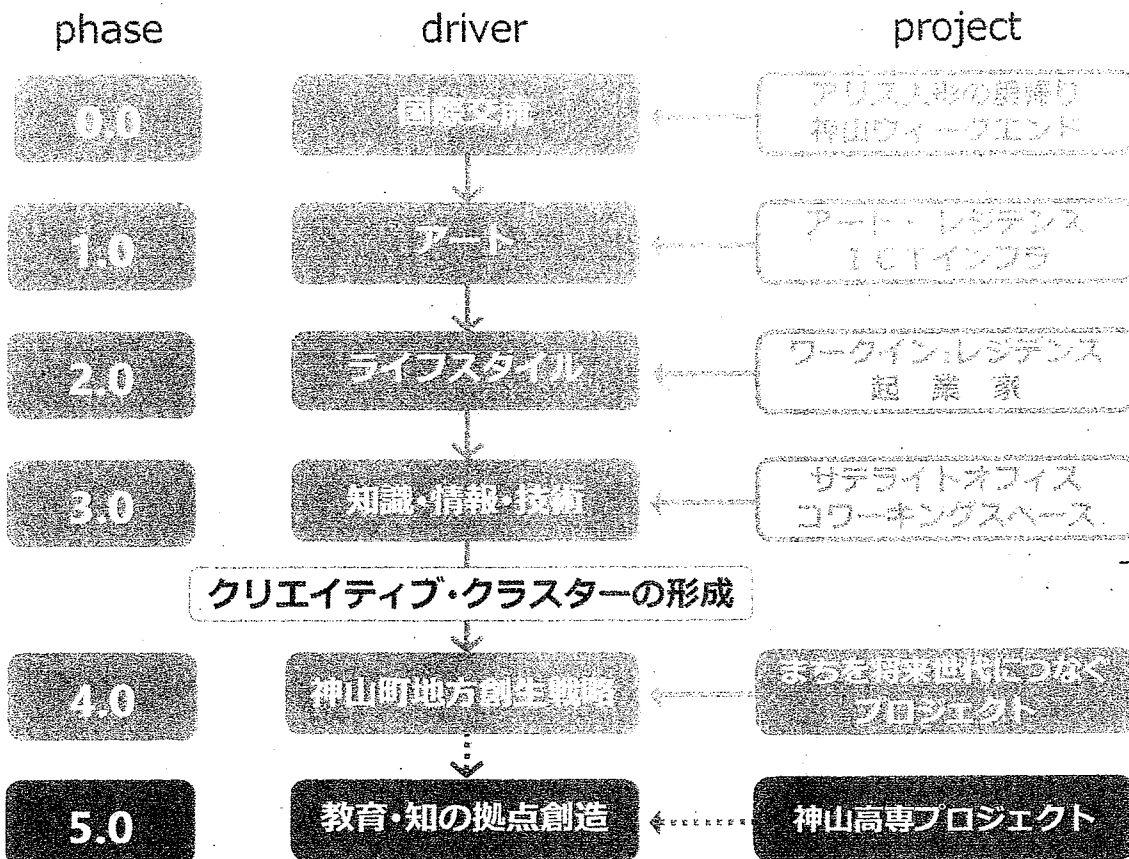 phase driver project
0.0 国際交流 アリス人形の里帰り
神山ウィークエンド
1.0 アート アート・レジデンス
ICTインフラ
2.0 ライフスタイル ワークイン・レジデンス
起業家
3.0 知識・情報・技術 サテライトオフィス
コワーキングスペース
クリエイティブ・クラスターの形成
4.0 神山町地方創生戦略 まちを将来世代につなぐ
プロジェクト
5.0 教育・知の拠点創造 神山高専プロジェクト